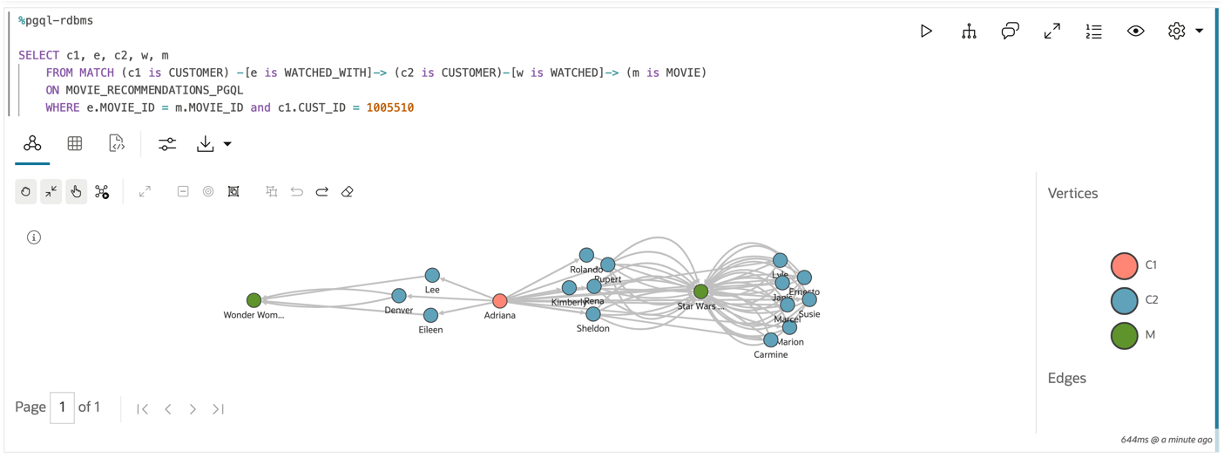 %pgql-rdbms
SELECT c1, e, c2, w, m
FROM MATCH (c1 is CUSTOMER) -[e is WATCHED_WITH]-> (c2 is CUSTOMER)-[w is WATCHED]-> (m is MOVIE)
ON MOVIE_RECOMMENDATIONS_PGQL
WHERE e.MOVIE_ID = m.MOVIE_ID and c1.CUST_ID = 1005510
Vertices
C1
C2
M
Edges
Wonder Wom...
Lee
Denver
Eileen
Adriana
Rolando
Rupert
Kimberly
Rena
Sheldon
Star Wars ...
Lyle
Ernesto
Janis
Susie
Marcel
Marion
Carmine
Page 1 of 1
644ms @ a minute ago